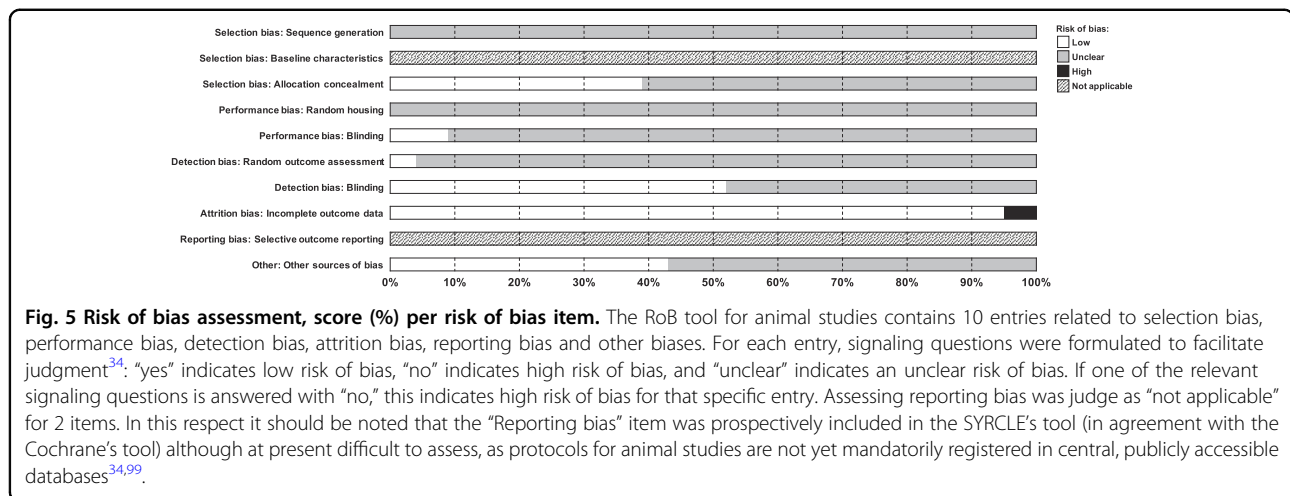 Selection bias: Sequence generation
Selection bias: Baseline characteristics
Selection bias: Allocation concealment
Performance bias: Random housing
Performance bias: Blinding
Detection bias: Random outcome assessment
Detection bias: Blinding
Attrition bias: Incomplete outcome data
Reporting bias: Selective outcome reporting
Other: Other sources of bias
0% 10% 20% 30% 40% 50% 60% 70% 80% 90% 100%
Risk of bias:
Low
Unclear
High
Not applicable
Fig. 5 Risk of bias assessment, score (%) per risk of bias item. The RoB tool for animal studies contains 10 entries related to selection bias,
performance bias, detection bias, attrition bias, reporting bias and other biases. For each entry, signaling questions were formulated to facilitate
judgment34: “yes” indicates low risk of bias, “no” indicates high risk of bias, and “unclear” indicates an unclear risk of bias. If one of the relevant
signaling questions is answered with “no,” this indicates high risk of bias for that specific entry. Assessing reporting bias was judge as “not applicable”
for 2 items. In this respect it should be noted that the “Reporting bias” item was prospectively included in the SYRCLE’s tool (in agreement with the
Cochrane’s tool) although at present difficult to assess, as protocols for animal studies are not yet mandatorily registered in central, publicly accessible
databases34,99.